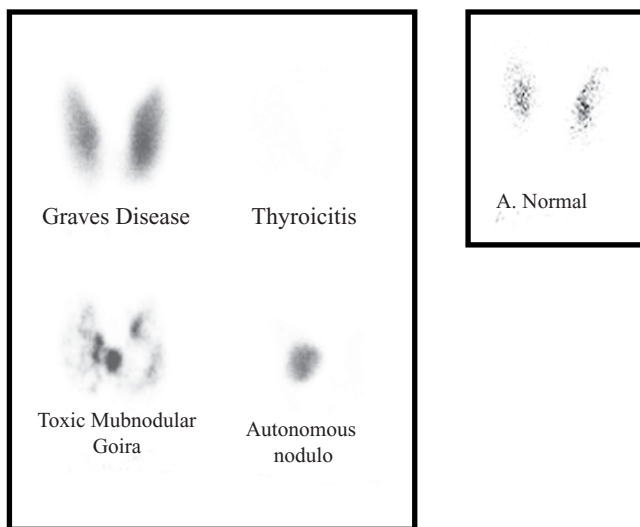 Graves Disease
Thyroicitis
A. Normal
Toxic Mubnodular
Goira
Autonomous
nodulo